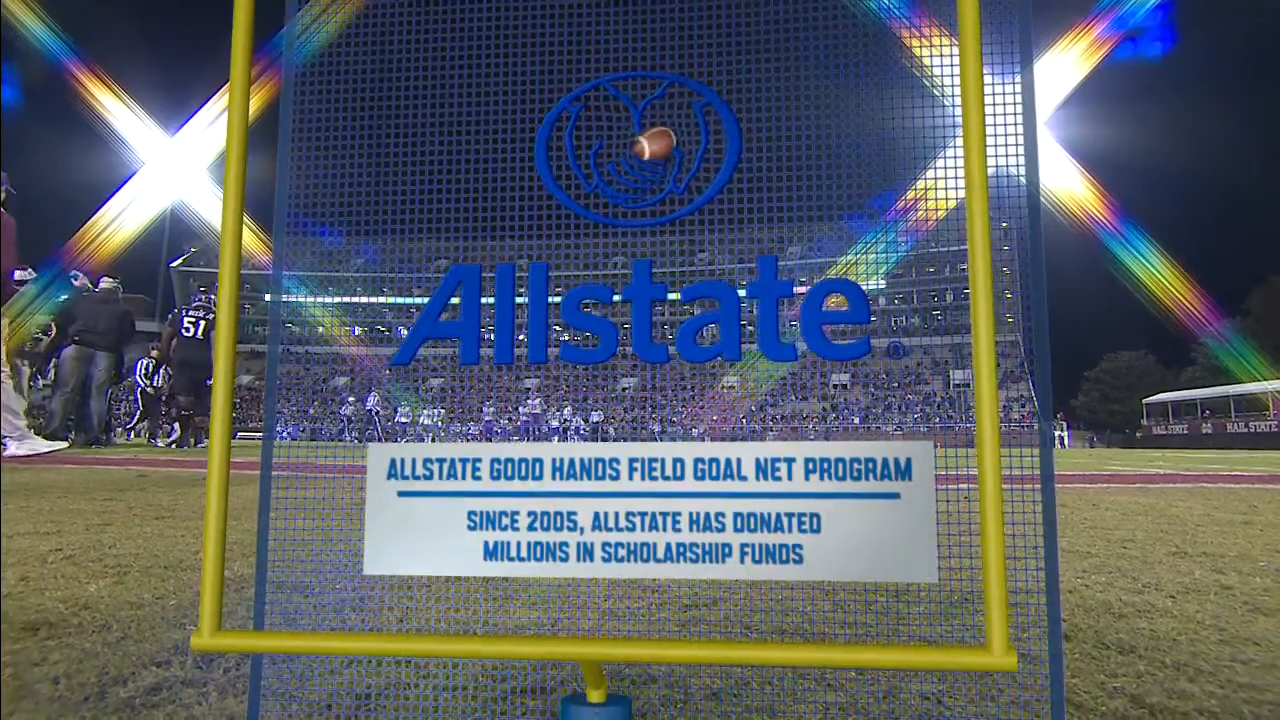 Allstate
®
ALLSTATE GOOD HANDS FIELD GOAL NET PROGRAM
SINCE 2005, ALLSTATE HAS DONATED
MILLIONS IN SCHOLARSHIP FUNDS
51
HAIL STATE
HAIL STATE